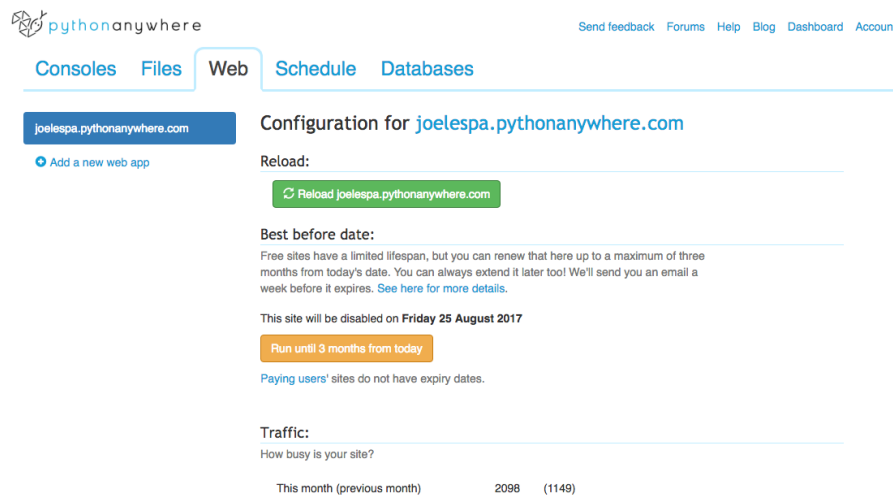 pythonanywhere
Send feedback Forums Help Blog Dashboard Accoun
Consoles Files Web Schedule Databases
joelespa.pythonanywhere.com
Add a new web app
Configuration for joelespa.pythonanywhere.com
Reload:
Reload joelespa.pythonanywhere.com
Best before date:
Free sites have a limited lifespan, but you can renew that here up to a maximum of three
months from today's date. You can always extend it later too! We'll send you an email a
week before it expires. See here for more details.
This site will be disabled on Friday 25 August 2017
Run until 3 months from today
Paying users' sites do not have expiry dates.
Traffic:
How busy is your site?
This month (previous month) 2098 (1149)